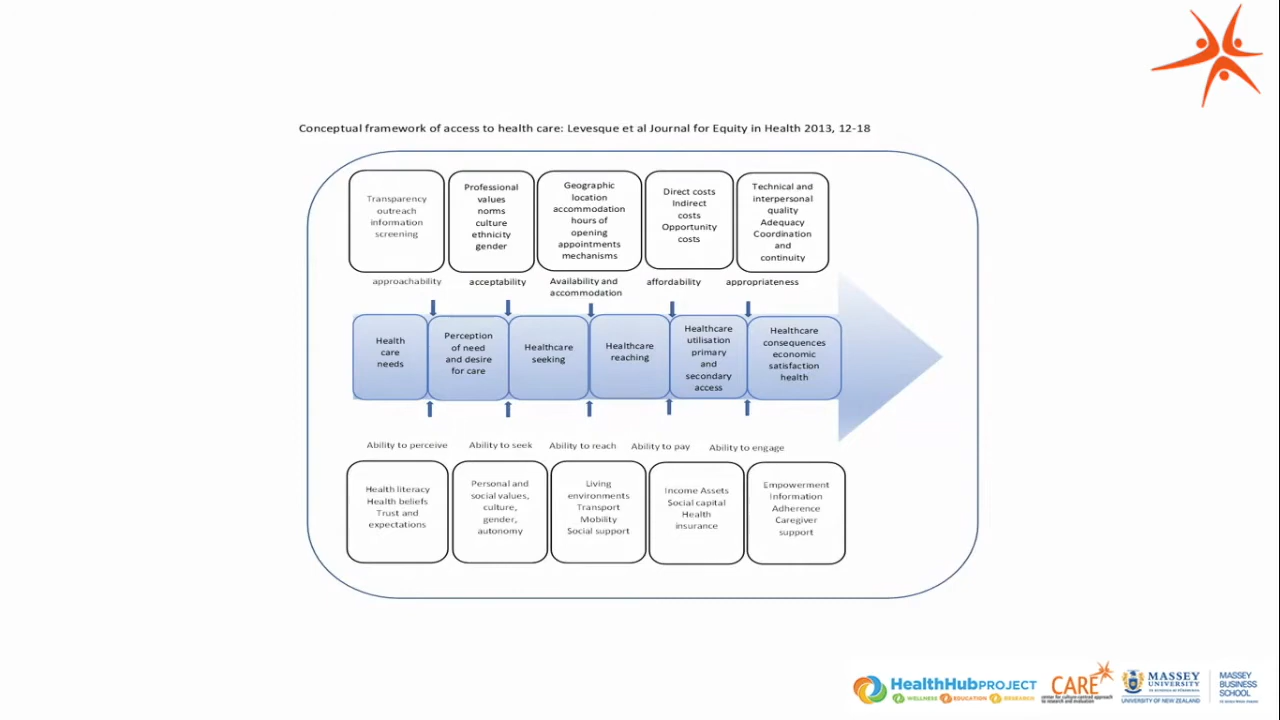 Conceptual framework of access to health care: Levesque et al Journal for Equity in Health 2013, 12-18
Transparency
outreach
information
screening
Professional
values
norms
culture
ethnicity
gender
Geographic
location
accommodation
hours of
opening
appointments
mechanisms
Direct costs
Indirect
costs
Opportunity
costs
Technical and
interpersonal
quality
Adequacy
Coordination
and
continuity
approachability
acceptability
Availability and
accommodation
affordability
appropriateness
Health
care
needs
Perception
of need
and desire
for care
Healthcare
seeking
Healthcare
reaching
Healthcare
utilisation
primary
and
secondary
access
Healthcare
consequences
economic
satisfaction
health
Ability to perceive
Ability to seek
Ability to reach
Ability to pay
Ability to engage
Health literacy
Health beliefs
Trust and
expectations
Personal and
social values,
culture,
gender,
autonomy
Living
environments
Transport
Mobility
Social support
Income Assets
Social capital
Health
insurance
Empowerment
Information
Adherence
Caregiver
support
HealthHubPROJECT
WELLNESS EDUCATION RESEARCH
CARE
center for culture-centred approach
to research and evaluation
MASSEY
UNIVERSITY
UNIVERSITY OF NEW ZEALAND
MASSEY
BUSINESS
SCHOOL